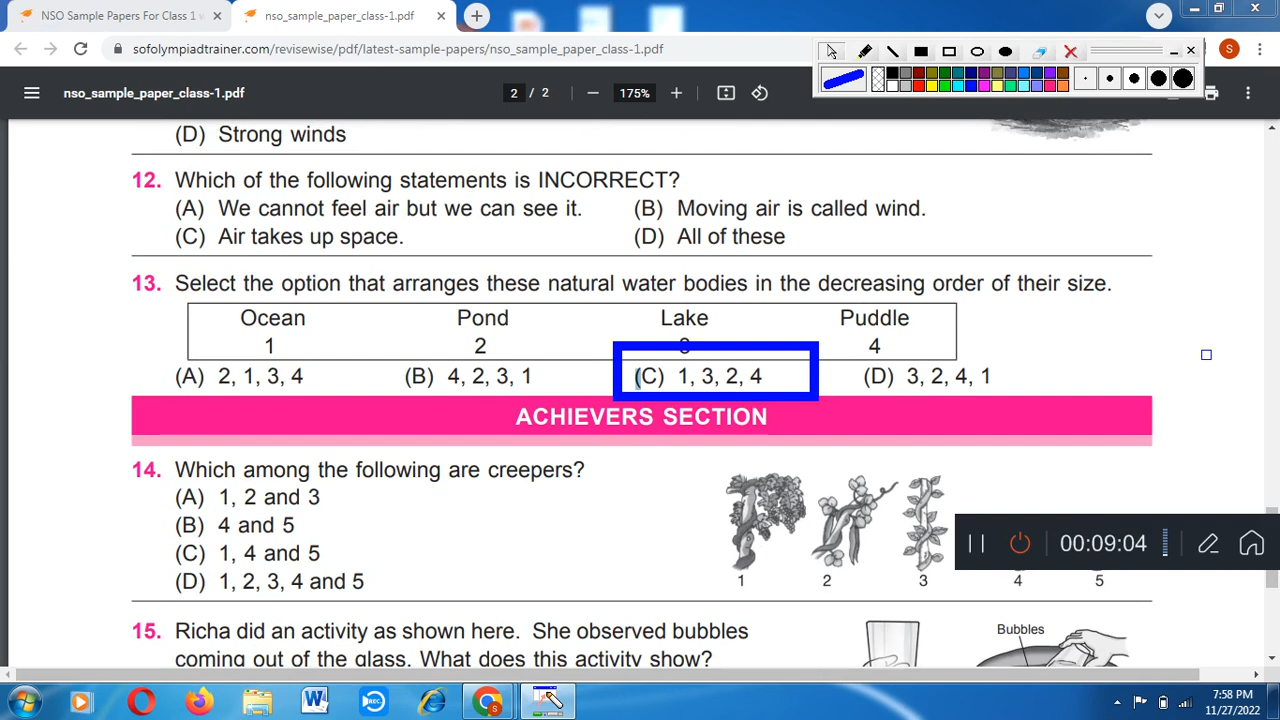 NSO Sample Papers For Class 1 w
nso_Sample_paper_class-1.pdf
sofolympiadtrainer.com/revisewise/pdf/latest-sample-papers/nso_sample_paper_class-1.pdf
S
nso_sample_paper_class-1.pdf
2 / 2
175%
(D) Strong winds
12. Which of the following statements is INCORRECT?
(A) We cannot feel air but we can see it. (B) Moving air is called wind.
(C) Air takes up space. (D) All of these
13. Select the option that arranges these natural water bodies in the decreasing order of their size.
Ocean Pond Lake Puddle
1 2 3 4
(A) 2, 1, 3, 4 (B) 4, 2, 3, 1 (C) 1, 3, 2, 4 (D) 3, 2, 4, 1
ACHIEVERS SECTION
14. Which among the following are creepers?
(A) 1, 2 and 3
(B) 4 and 5
(C) 1, 4 and 5
(D) 1, 2, 3, 4 and 5
1 2 3 4 5
00:09:04
15. Richa did an activity as shown here. She observed bubbles
coming out of the glass. What does this activity show?
Bubbles
W
REC
7:58 PM
11/27/2022